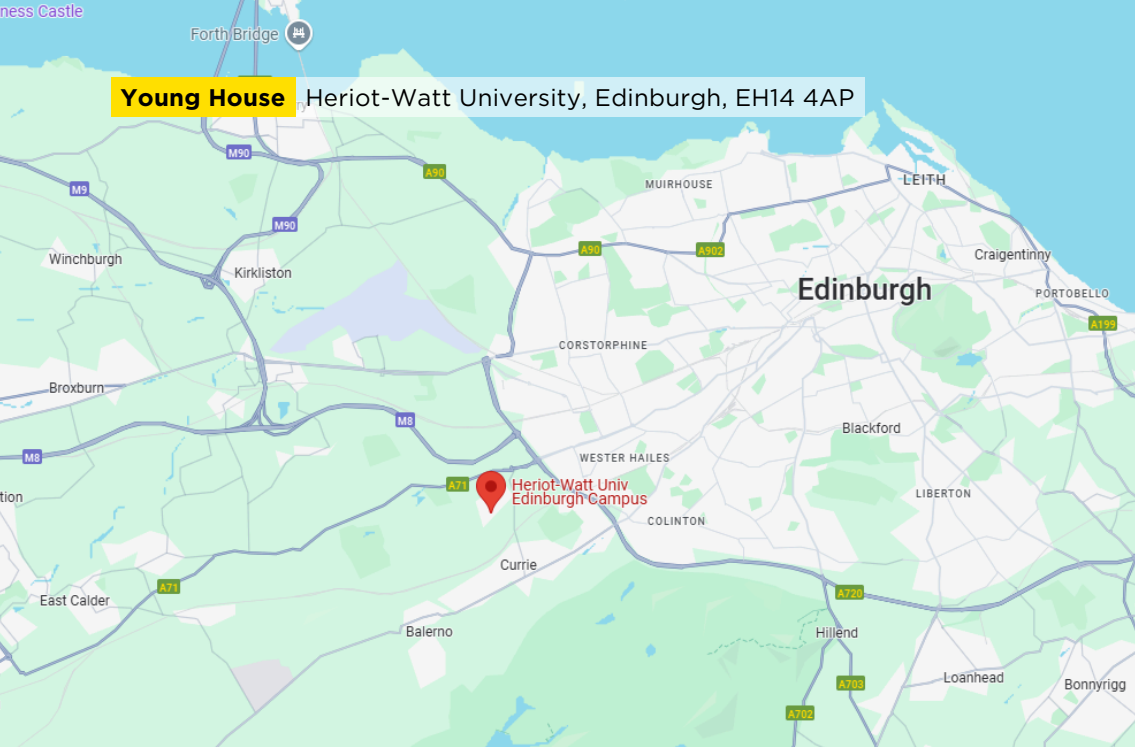 ness Castle
Forth Bridge
Young House Heriot-Watt University, Edinburgh, EH14 4AP
M90
A90
M9
MUIRHOUSE
LEITH
M90
A90
A902
Winchburgh
Kirkliston
Craigentinny
Edinburgh
PORTOBELLO
A199
CORSTORPHINE
Broxburn
M8
Blackford
M8
WESTER HAILES
A71
Heriot-Watt Univ
Edinburgh Campus
tion
LIBERTON
COLINTON
Currie
A71
A720
East Calder
Balerno
Hillend
Loanhead
A703
Bonnyrigg
A702